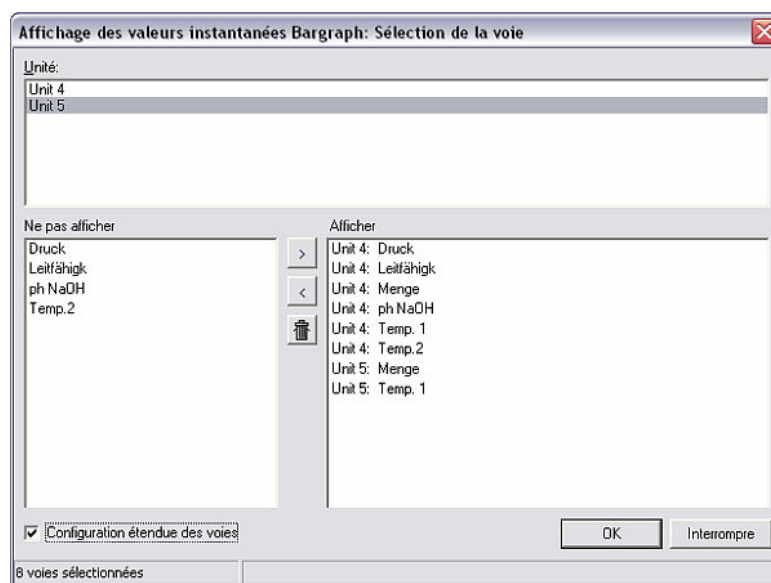 Affichage des valeurs instantanées Bargraph: Sélection de la voie
Unité:
Unit 4
Unit 5
Ne pas afficher
Druck
Leitfähigk
ph NaOH
Temp.2
>
<
Afficher
Unit 4: Druck
Unit 4: Leitfähigk
Unit 4: Menge
Unit 4: ph NaOH
Unit 4: Temp. 1
Unit 4: Temp.2
Unit 5: Menge
Unit 5: Temp. 1
Configuration étendue des voies
OK
Interrompre
8 voies sélectionnées